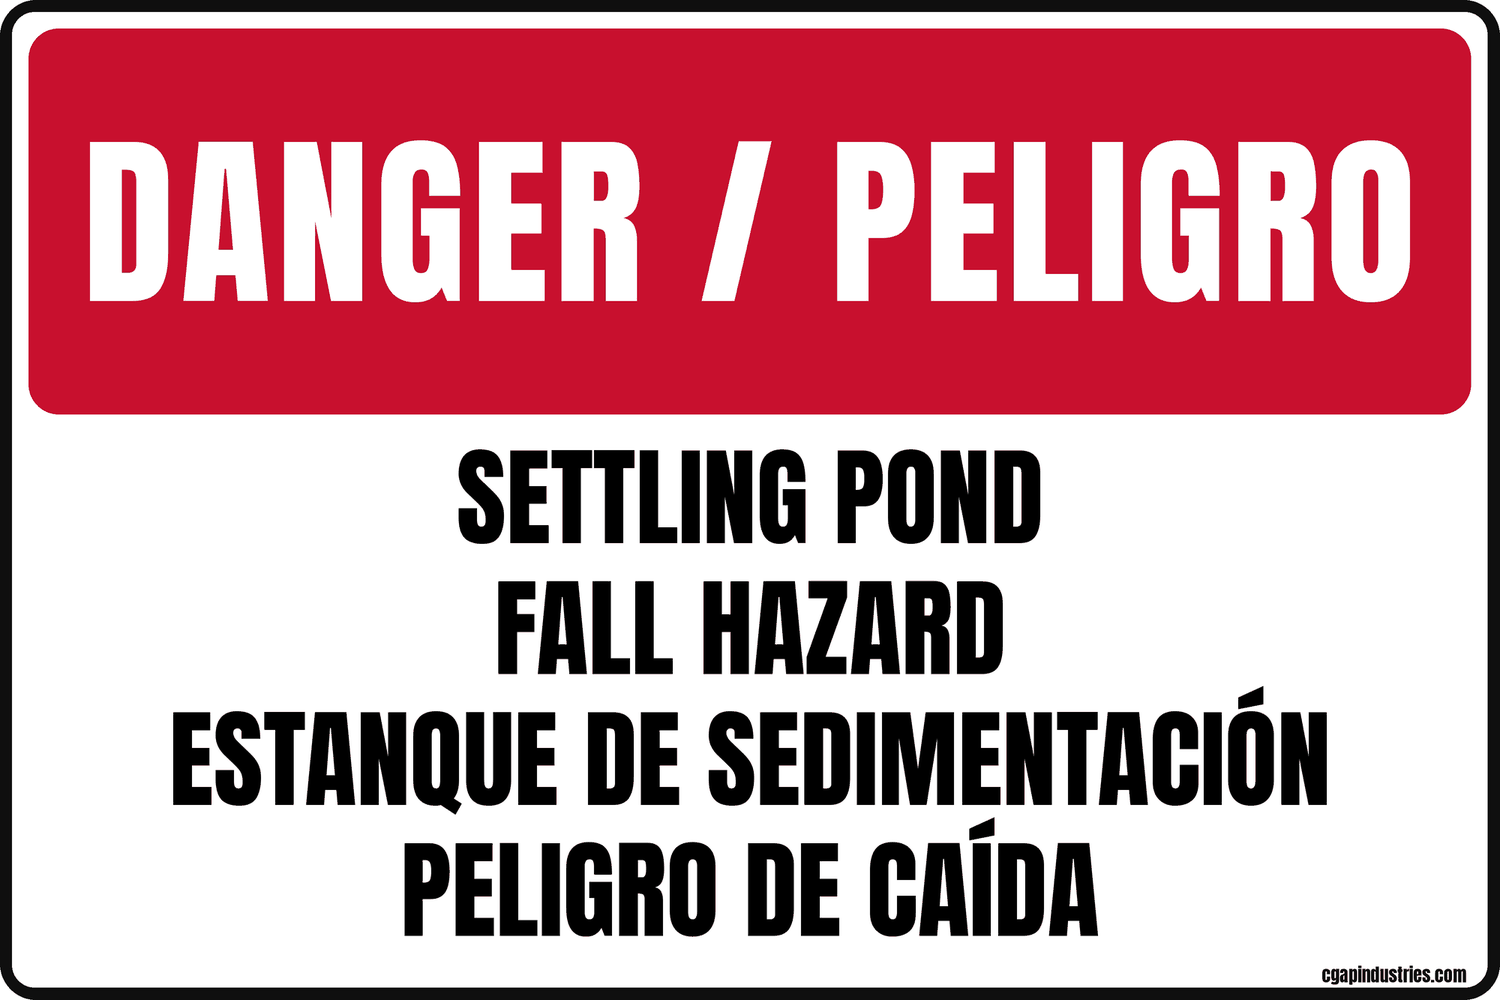 DANGER / PELIGRO
SETTLING POND
FALL HAZARD
ESTANQUE DE SEDIMENTACIÓN
PELIGRO DE CAÍDA
cgapindustries.com